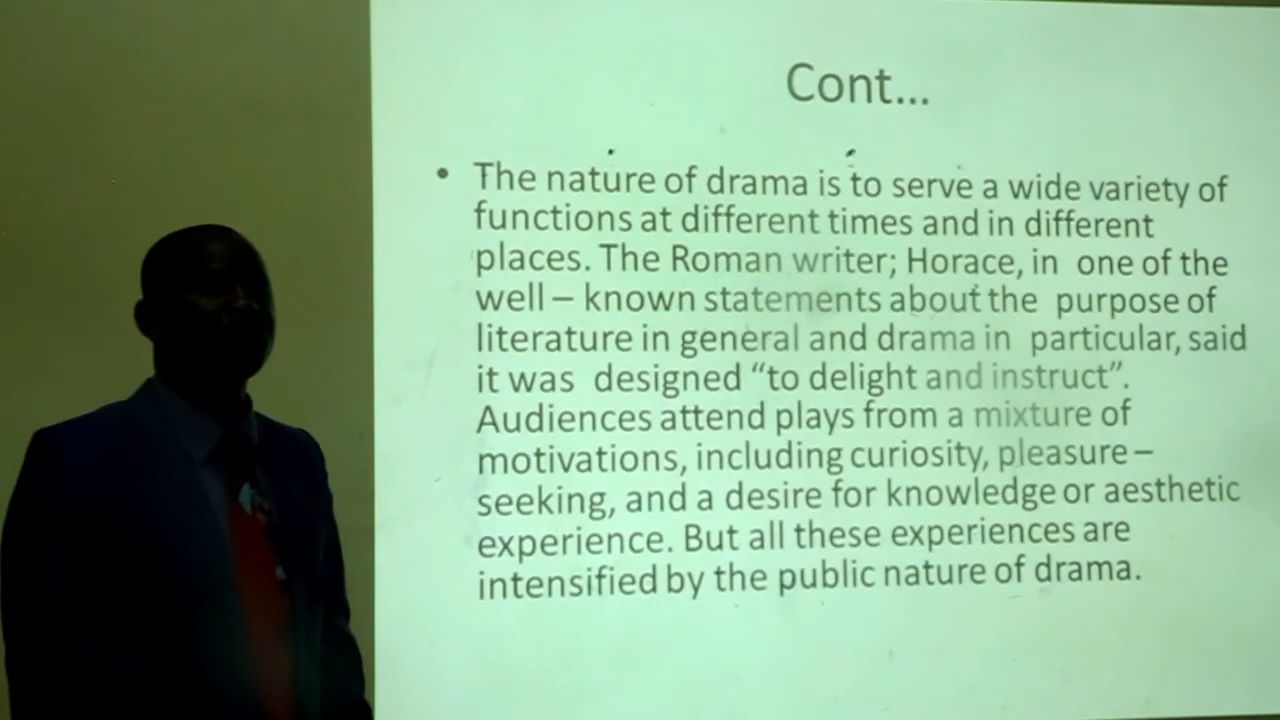 Cont...
• The nature of drama is to serve a wide variety of
functions at different times and in different
places. The Roman writer; Horace, in one of the
well – known statements about the purpose of
literature in general and drama in particular, said
it was designed “to delight and instruct”.
Audiences attend plays from a mixture of
motivations, including curiosity, pleasure –
seeking, and a desire for knowledge or aesthetic
experience. But all these experiences are
intensified by the public nature of drama.